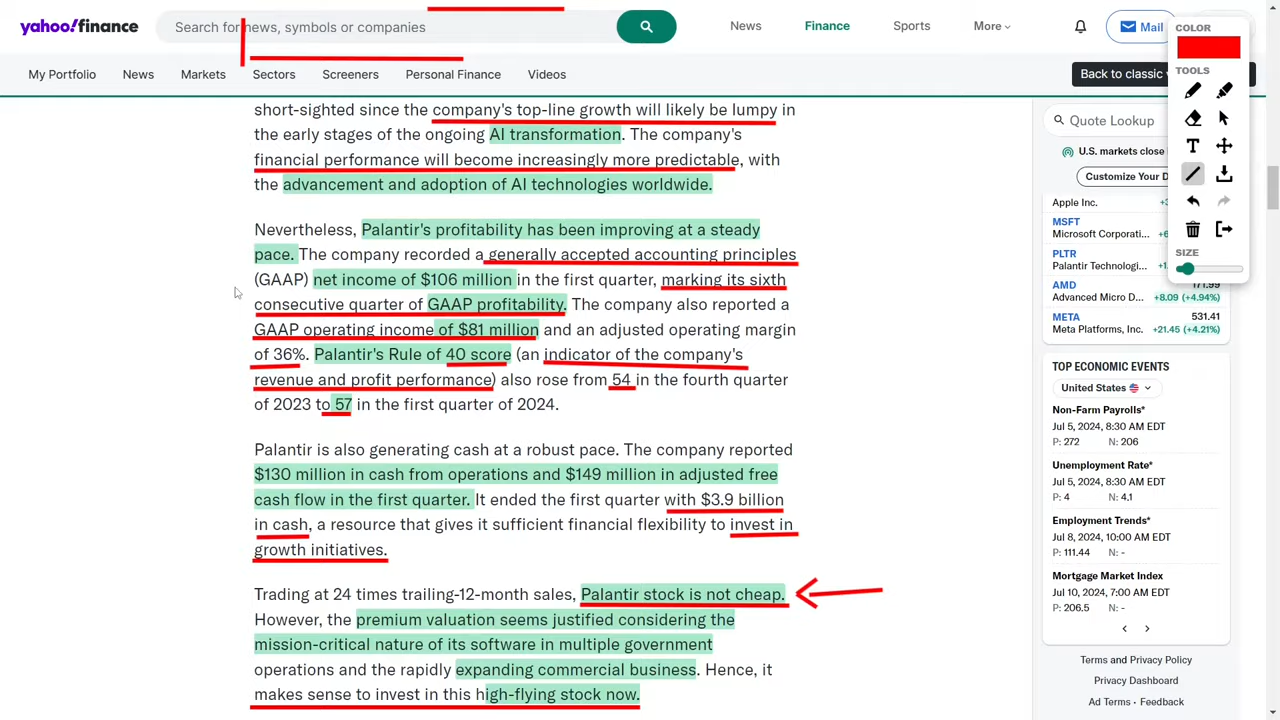 yahoo!finance
Search for news, symbols or companies
News
Finance
Sports
More
Mail
My Portfolio
News
Markets
Sectors
Screeners
Personal Finance
Videos
Back to classic
COLOR
TOOLS
T
SIZE
short-sighted since the company's top-line growth will likely be lumpy in
the early stages of the ongoing AI transformation. The company's
financial performance will become increasingly more predictable, with
the advancement and adoption of AI technologies worldwide.
Nevertheless, Palantir's profitability has been improving at a steady
pace. The company recorded a generally accepted accounting principles
(GAAP) net income of $106 million in the first quarter, marking its sixth
consecutive quarter of GAAP profitability. The company also reported a
GAAP operating income of $81 million and an adjusted operating margin
of 36%. Palantir's Rule of 40 score (an indicator of the company's
revenue and profit performance) also rose from 54 in the fourth quarter
of 2023 to 57 in the first quarter of 2024.
Palantir is also generating cash at a robust pace. The company reported
$130 million in cash from operations and $149 million in adjusted free
cash flow in the first quarter. It ended the first quarter with $3.9 billion
in cash, a resource that gives it sufficient financial flexibility to invest in
growth initiatives.
Trading at 24 times trailing-12-month sales, Palantir stock is not cheap.
However, the premium valuation seems justified considering the
mission-critical nature of its software in multiple government
operations and the rapidly expanding commercial business. Hence, it
makes sense to invest in this high-flying stock now.
Quote Lookup
U.S. markets close
Customize Your
Apple Inc.
MSFT
Microsoft Corporati...
PLTR
Palantir Technologi...
AMD 171.99
Advanced Micro D... +8.09 (+4.94%)
META 531.41
Meta Platforms, Inc. +21.45 (+4.21%)
TOP ECONOMIC EVENTS
United States
Non-Farm Payrolls*
Jul 5, 2024, 8:30 AM EDT
P: 272 N: 206
Unemployment Rate*
Jul 5, 2024, 8:30 AM EDT
P: 4 N: 4.1
Employment Trends*
Jul 8, 2024, 10:00 AM EDT
P: 111.44 N: -
Mortgage Market Index
Jul 10, 2024, 7:00 AM EDT
P: 206.5 N: -
Terms and Privacy Policy
Privacy Dashboard
Ad Terms • Feedback